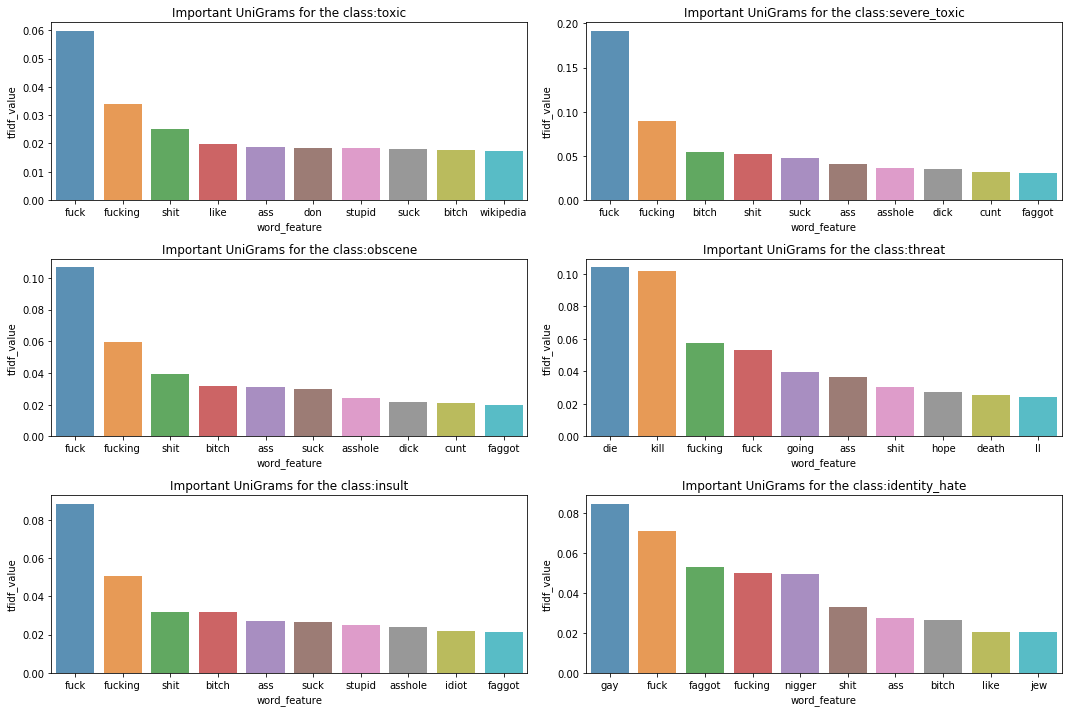 Important UniGrams for the class:toxic
tfidf_value
0.06
0.05
0.04
0.03
0.02
0.01
0.00
fuck fucking shit like ass don stupid suck bitch wikipedia
word_feature
Important UniGrams for the class:severe_toxic
tfidf_value
0.20
0.15
0.10
0.05
0.00
fuck fucking bitch shit suck ass asshole dick cunt faggot
word_feature
Important UniGrams for the class:obscene
tfidf_value
0.10
0.08
0.06
0.04
0.02
0.00
fuck fucking shit bitch ass suck asshole dick cunt faggot
word_feature
Important UniGrams for the class:threat
tfidf_value
0.10
0.08
0.06
0.04
0.02
0.00
die kill fucking fuck going ass shit hope death ll
word_feature
Important UniGrams for the class:insult
tfidf_value
0.08
0.06
0.04
0.02
0.00
fuck fucking shit bitch ass suck stupid asshole idiot faggot
word_feature
Important UniGrams for the class:identity_hate
tfidf_value
0.08
0.06
0.04
0.02
0.00
gay fuck faggot fucking nigger shit ass bitch like jew
word_feature